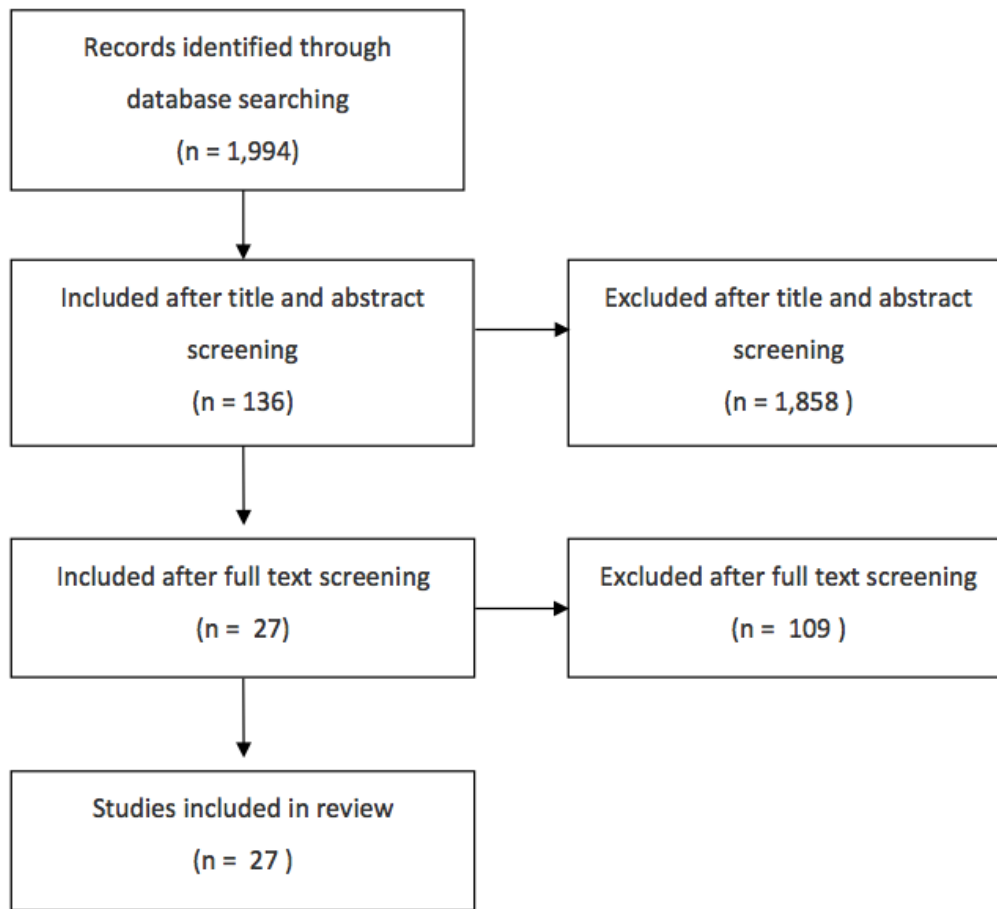 Records identified through
database searching
(n = 1,994)
Included after title and abstract
screening
(n = 136)
Excluded after title and abstract
screening
(n = 1,858 )
Included after full text screening
(n =  27)
Excluded after full text screening
(n =  109 )
Studies included in review
(n =  27 )